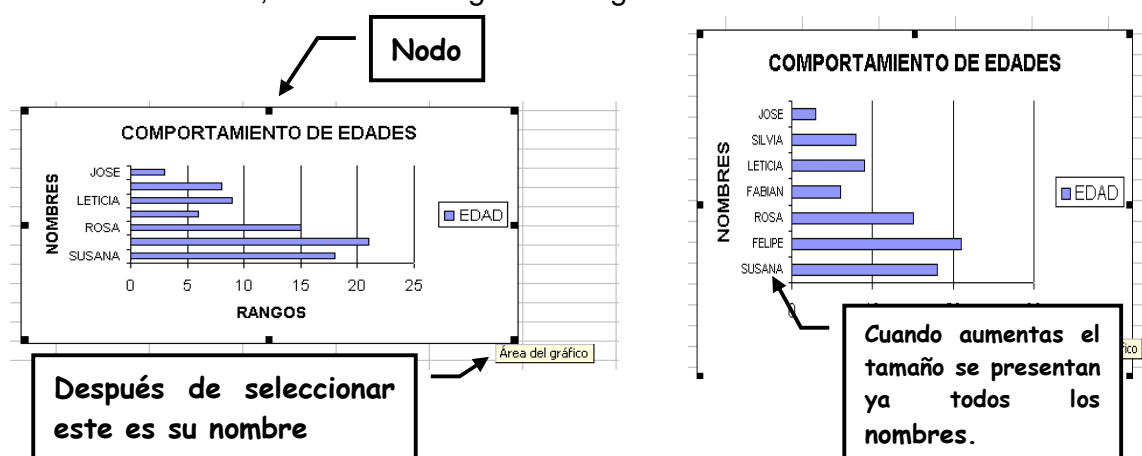 Nodo
COMPORTAMIENTO DE EDADES
NOMBRES
JOSE
LETICIA
ROSA
SUSANA
0 5 10 15 20 25
RANGOS
EDAD
Área del gráfico
Después de seleccionar
este es su nombre
COMPORTAMIENTO DE EDADES
NOMBRES
JOSE
SILVIA
LETICIA
FABIAN
ROSA
FELIPE
SUSANA
EDAD
fico
Cuando aumentas el
tamaño se presentan
ya todos los
nombres.